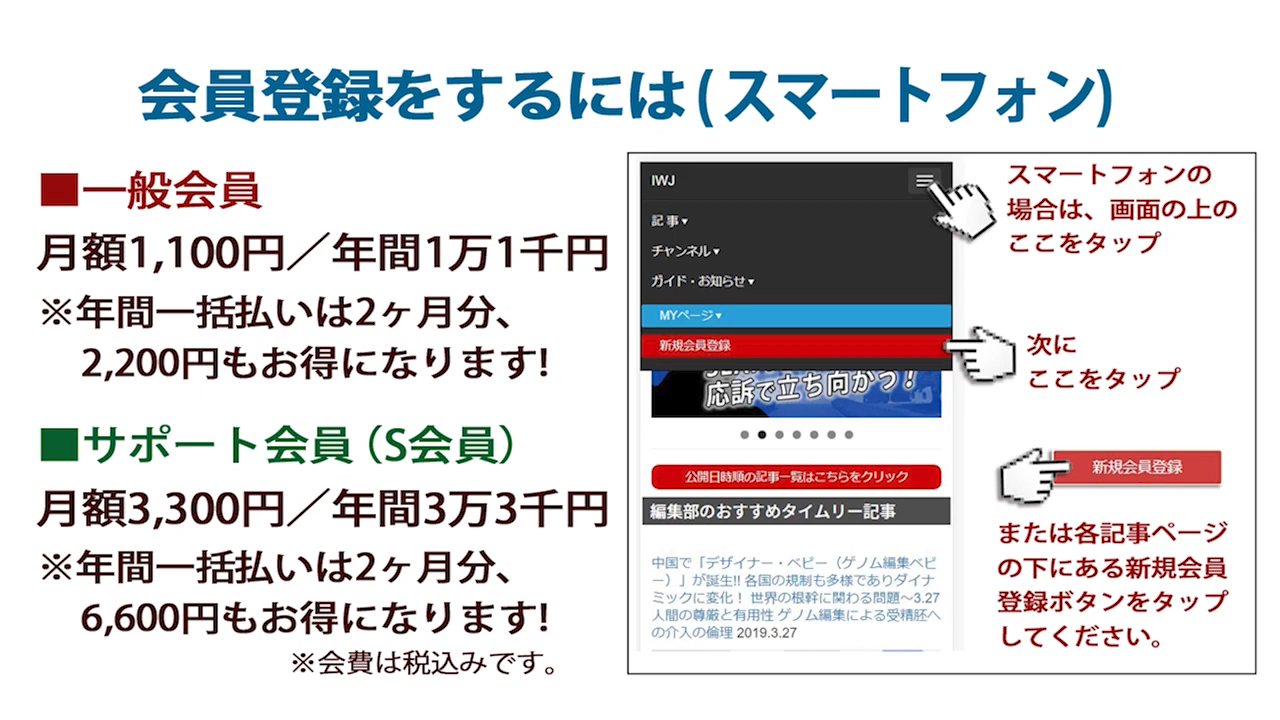 会員登録をするには(スマートフォン)
■一般会員
月額1,100円／年間1万1千円
※年間一括払いは2ヶ月分、
2,200円もお得になります!
■サポート会員（S会員）
月額3,300円／年間3万3千円
※年間一括払いは2ヶ月分、
6,600円もお得になります!
※会費は税込みです。
IWJ
記事▾
チャンネル▾
ガイド・お知らせ▾
MYページ▾
新規会員登録
応訴で立ち向かう！
公開日時順の記事一覧はこちらをクリック
編集部のおすすめタイムリー記事
中国で「デザイナー・ベビー（ゲノム編集ベビ
ー）」が誕生!! 各国の規制も多様でありダイナ
ミックに変化！ 世界の根幹に関わる問題～3.27
人間の尊厳と有用性 ゲノム編集による受精胚へ
の介入の倫理 2019.3.27
スマートフォンの
場合は、画面の上の
ここをタップ
次に
ここをタップ
新規会員登録
または各記事ページ
の下にある新規会員
登録ボタンをタップ
してください。